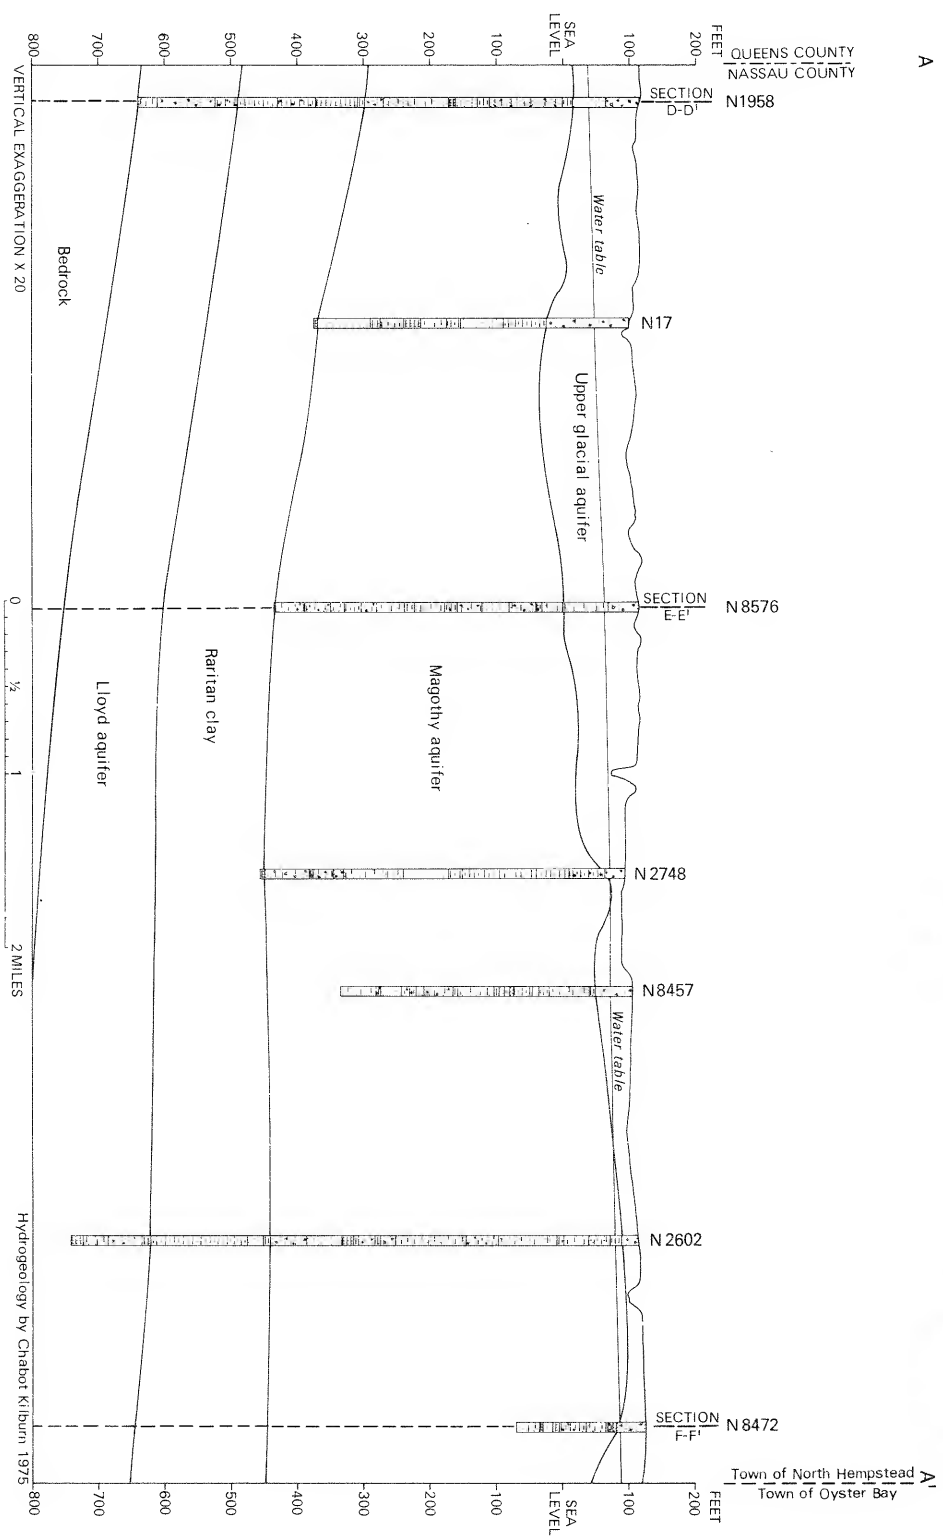 A
QUEENS COUNTY
NASSAU COUNTY
FEET
200
100
SEA
LEVEL
100
200
300
400
500
600
700
800
SECTION
D-D'
N1958
N17
SECTION
E-E'
N8576
N2748
N8457
N2602
SECTION
F-F'
N8472
Water table
Upper glacial aquifer
Water table
Magothy aquifer
Raritan clay
Lloyd aquifer
Bedrock
A'
Town of North Hempstead
Town of Oyster Bay
FEET
200
100
SEA
LEVEL
100
200
300
400
500
600
700
800
VERTICAL EXAGGERATION X 20
0 ½ 1 2 MILES
Hydrogeology by Chabot Kilburn 1975